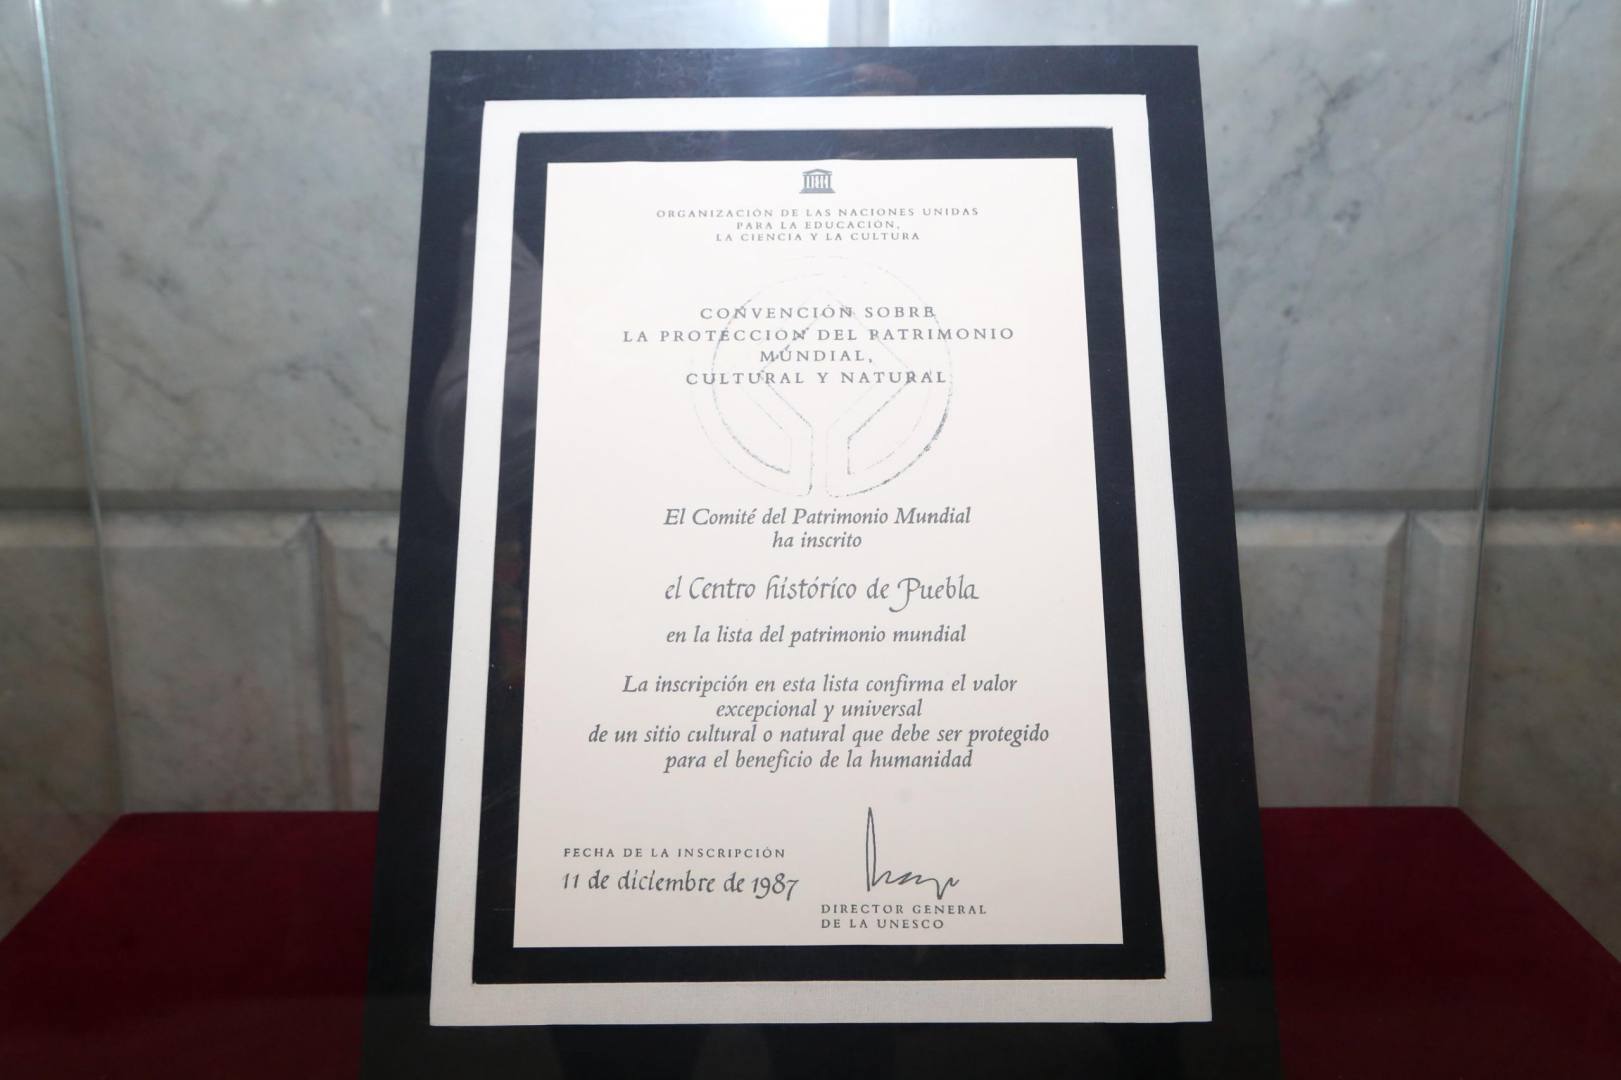 ORGANIZACIÓN DE LAS NACIONES UNIDAS
PARA LA EDUCACIÓN,
LA CIENCIA Y LA CULTURA
CONVENCIÓN SOBRE
LA PROTECCION DEL PATRIMONIO
MUNDIAL,
CULTURAL Y NATURAL
El Comité del Patrimonio Mundial
ha inscrito
el Centro histórico de Puebla
en la lista del patrimonio mundial
La inscripción en esta lista confirma el valor
excepcional y universal
de un sitio cultural o natural que debe ser protegido
para el beneficio de la humanidad
FECHA DE LA INSCRIPCIÓN
11 de diciembre de 1987
DIRECTOR GENERAL
DE LA UNESCO